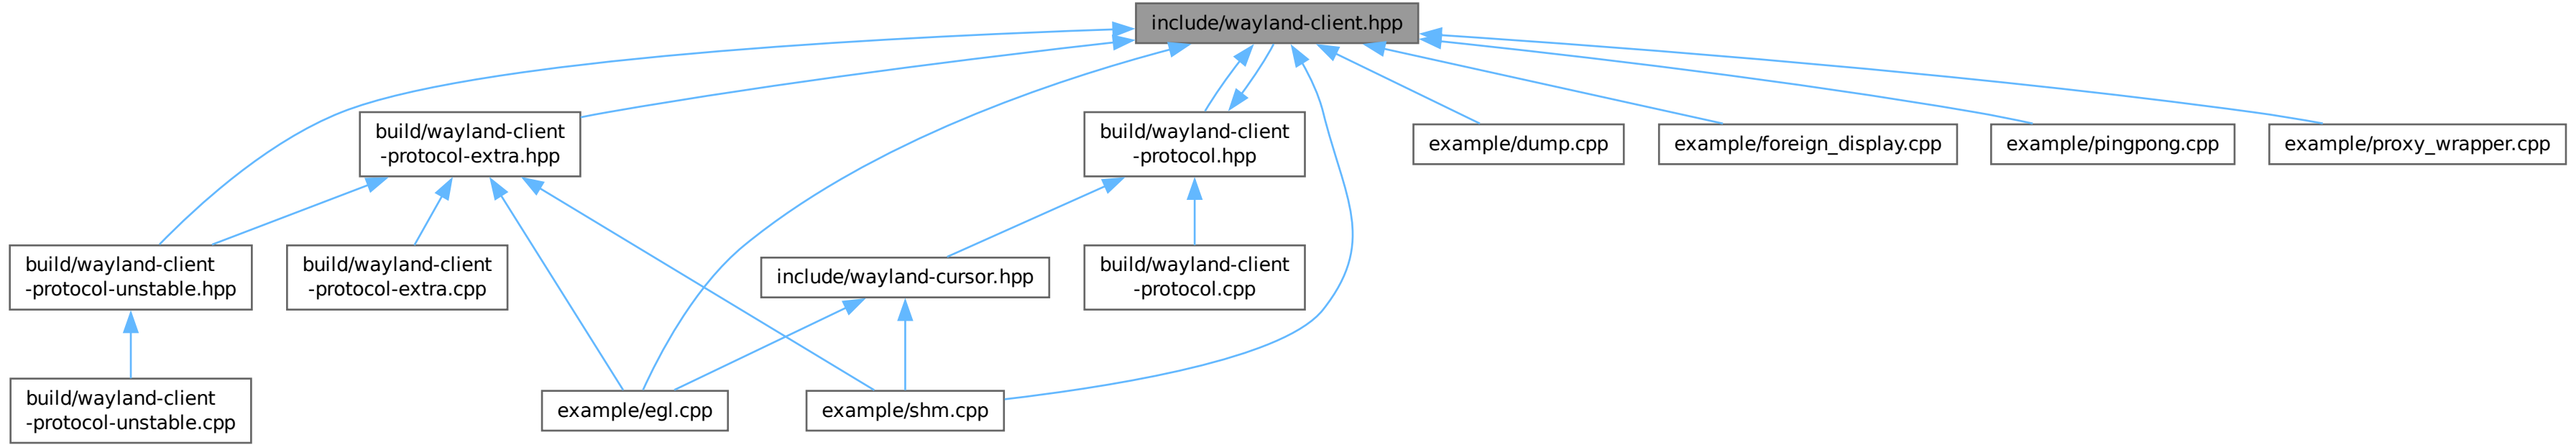 include/wayland-client.hpp
build/wayland-client
-protocol-extra.hpp
build/wayland-client
-protocol.hpp
example/dump.cpp
example/foreign_display.cpp
example/pingpong.cpp
example/proxy_wrapper.cpp
build/wayland-client
-protocol-unstable.hpp
build/wayland-client
-protocol-extra.cpp
include/wayland-cursor.hpp
build/wayland-client
-protocol.cpp
build/wayland-client
-protocol-unstable.cpp
example/egl.cpp
example/shm.cpp